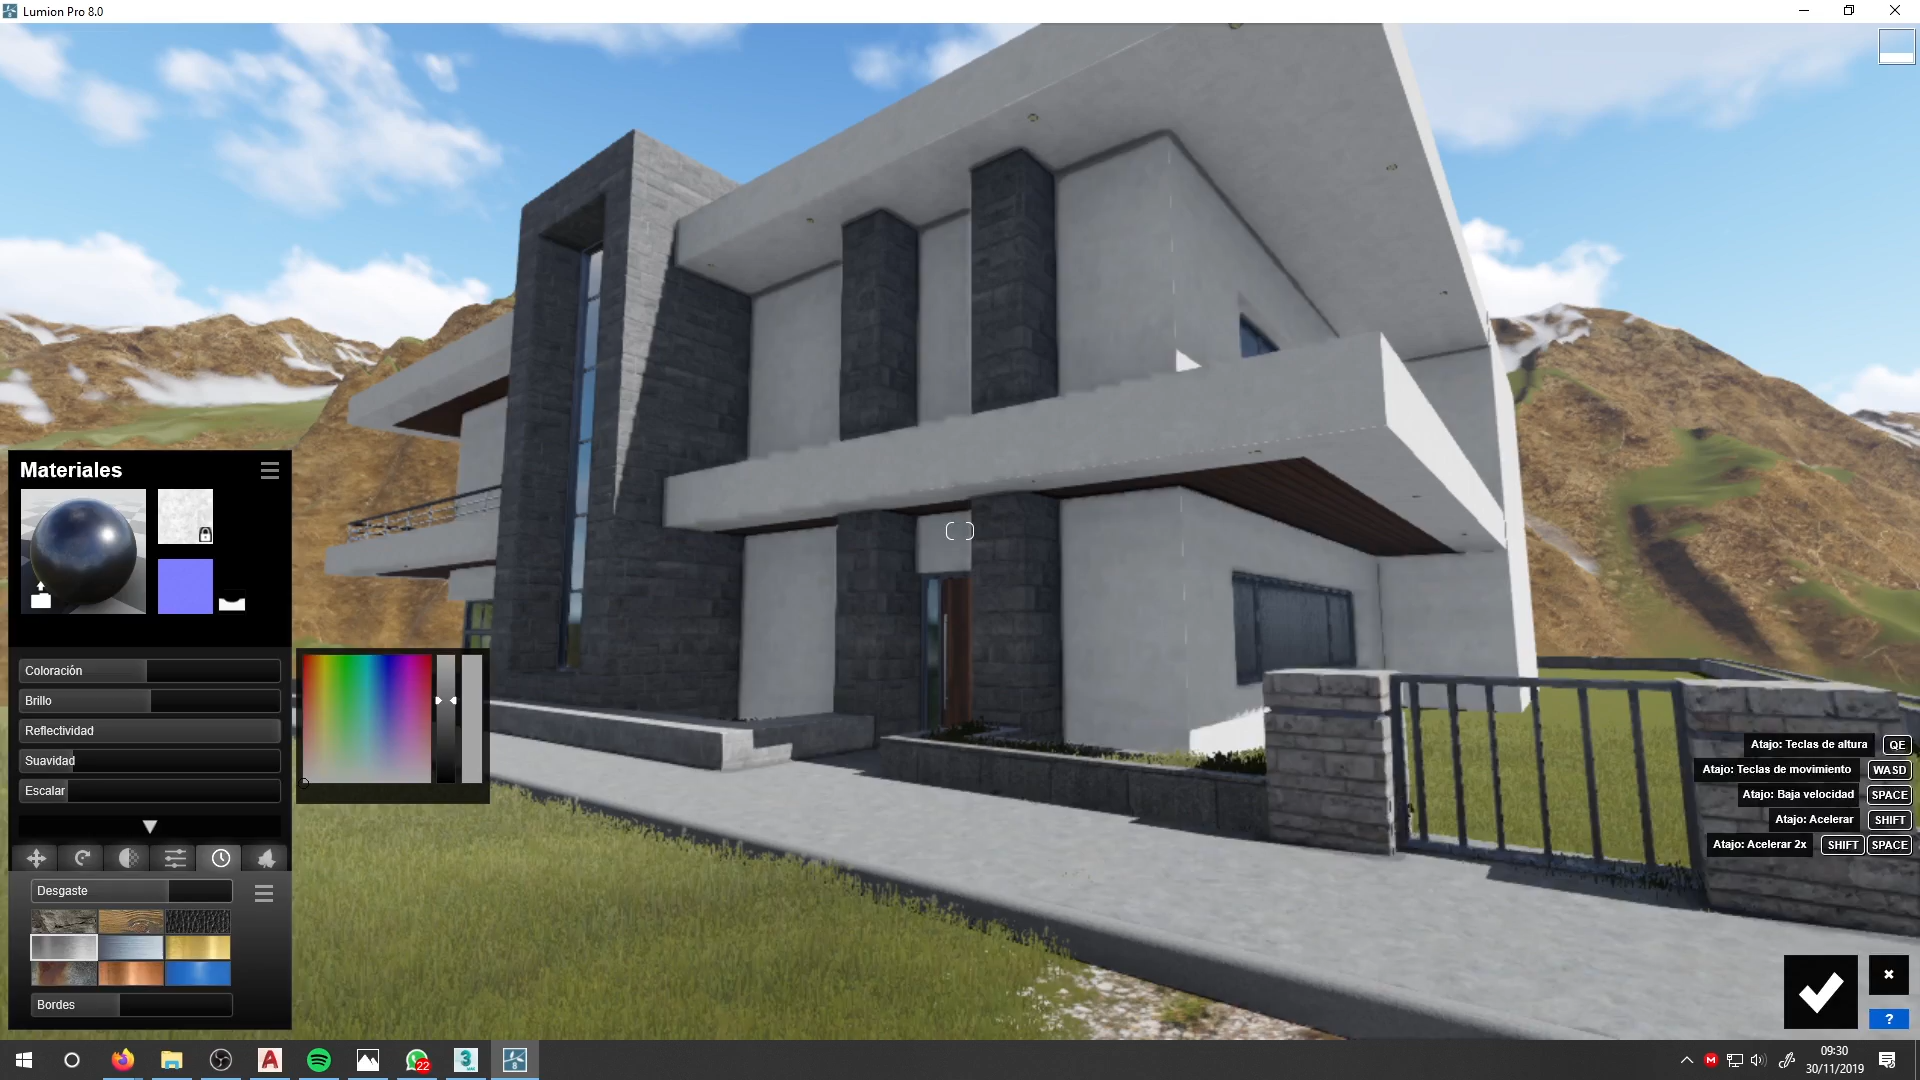 Lumion Pro 8.0
Materiales
Coloración
Brillo
Reflectividad
Suavidad
Escalar
Desgaste
Bordes
Atajo: Teclas de altura QE
Atajo: Teclas de movimiento WASD
Atajo: Baja velocidad SPACE
Atajo: Acelerar SHIFT
Atajo: Acelerar 2x SHIFT SPACE
?
A
22
3
8
M
09:30
30/11/2019